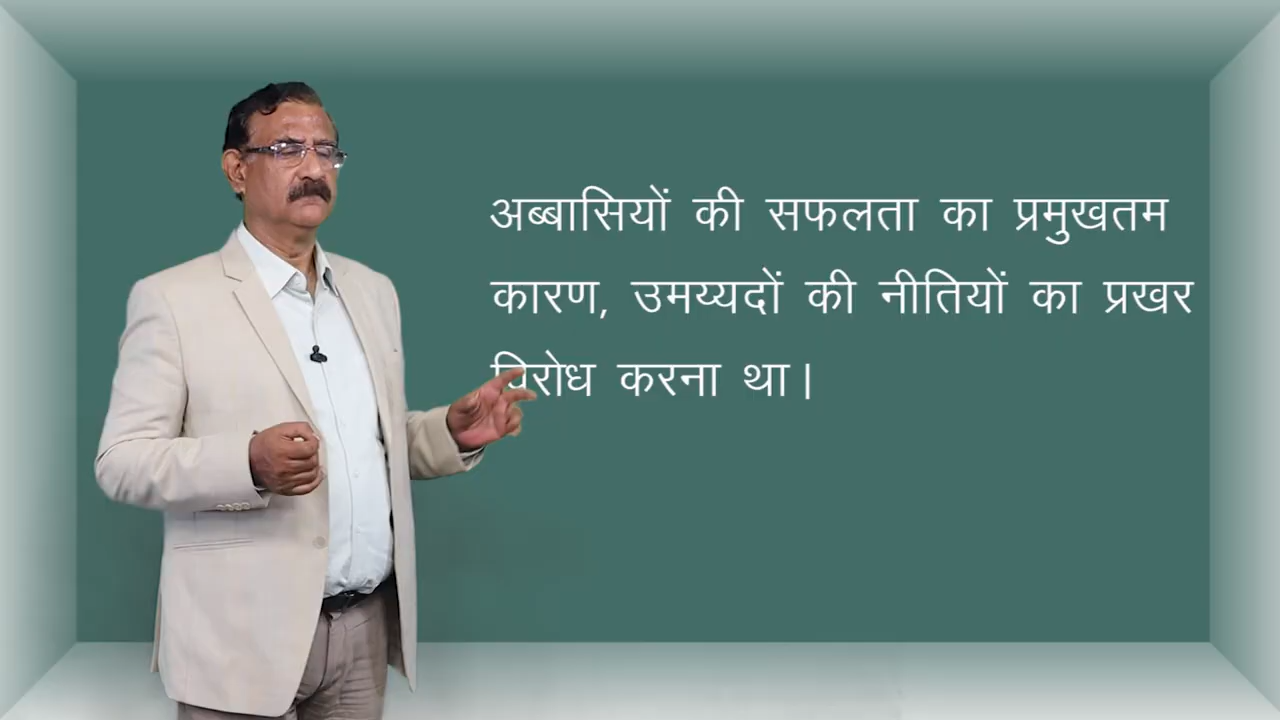 अब्बासियों की सफलता का प्रमुखतम
कारण, उमय्यदों की नीतियों का प्रखर
विरोध करना था।